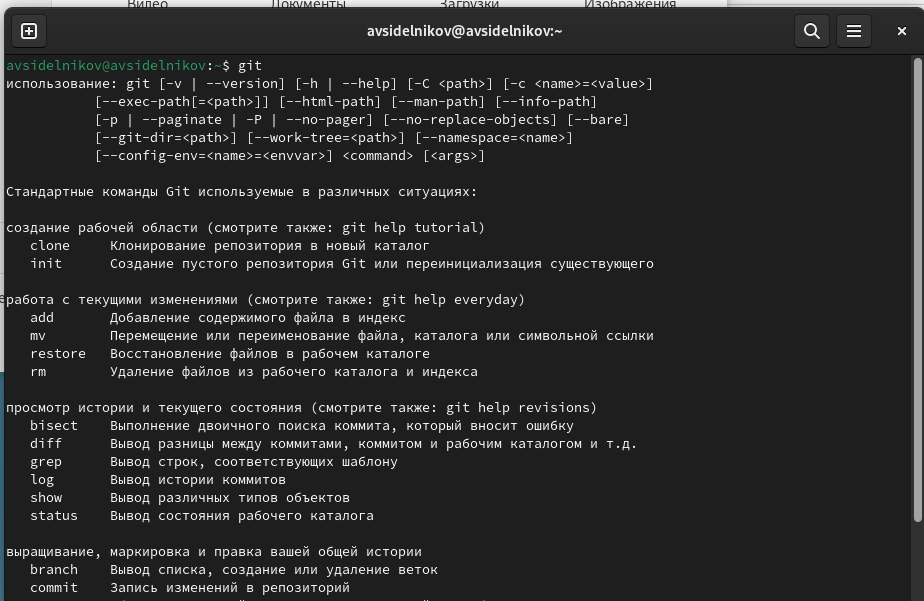 Видео Документы Загрузки Изображения
avsidelnikov@avsidelnikov:~
avsidelnikov@avsidelnikov:~$ git
использование: git [-v | --version] [-h | --help] [-C <path>] [-c <name>=<value>]
[--exec-path[=<path>]] [--html-path] [--man-path] [--info-path]
[-p | --paginate | -P | --no-pager] [--no-replace-objects] [--bare]
[--git-dir=<path>] [--work-tree=<path>] [--namespace=<name>]
[--config-env=<name>=<envvar>] <command> [<args>]
Стандартные команды Git используемые в различных ситуациях:
создание рабочей области (смотрите также: git help tutorial)
clone Клонирование репозитория в новый каталог
init Создание пустого репозитория Git или переинициализация существующего
работа с текущими изменениями (смотрите также: git help everyday)
add Добавление содержимого файла в индекс
mv Перемещение или переименование файла, каталога или символьной ссылки
restore Восстановление файлов в рабочем каталоге
rm Удаление файлов из рабочего каталога и индекса
просмотр истории и текущего состояния (смотрите также: git help revisions)
bisect Выполнение двоичного поиска коммита, который вносит ошибку
diff Вывод разницы между коммитами, коммитом и рабочим каталогом и т.д.
grep Вывод строк, соответствующих шаблону
log Вывод истории коммитов
show Вывод различных типов объектов
status Вывод состояния рабочего каталога
выращивание, маркировка и правка вашей общей истории
branch Вывод списка, создание или удаление веток
commit Запись изменений в репозиторий